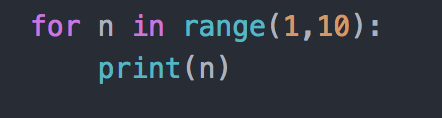 for n in range(1,10):
    print(n)